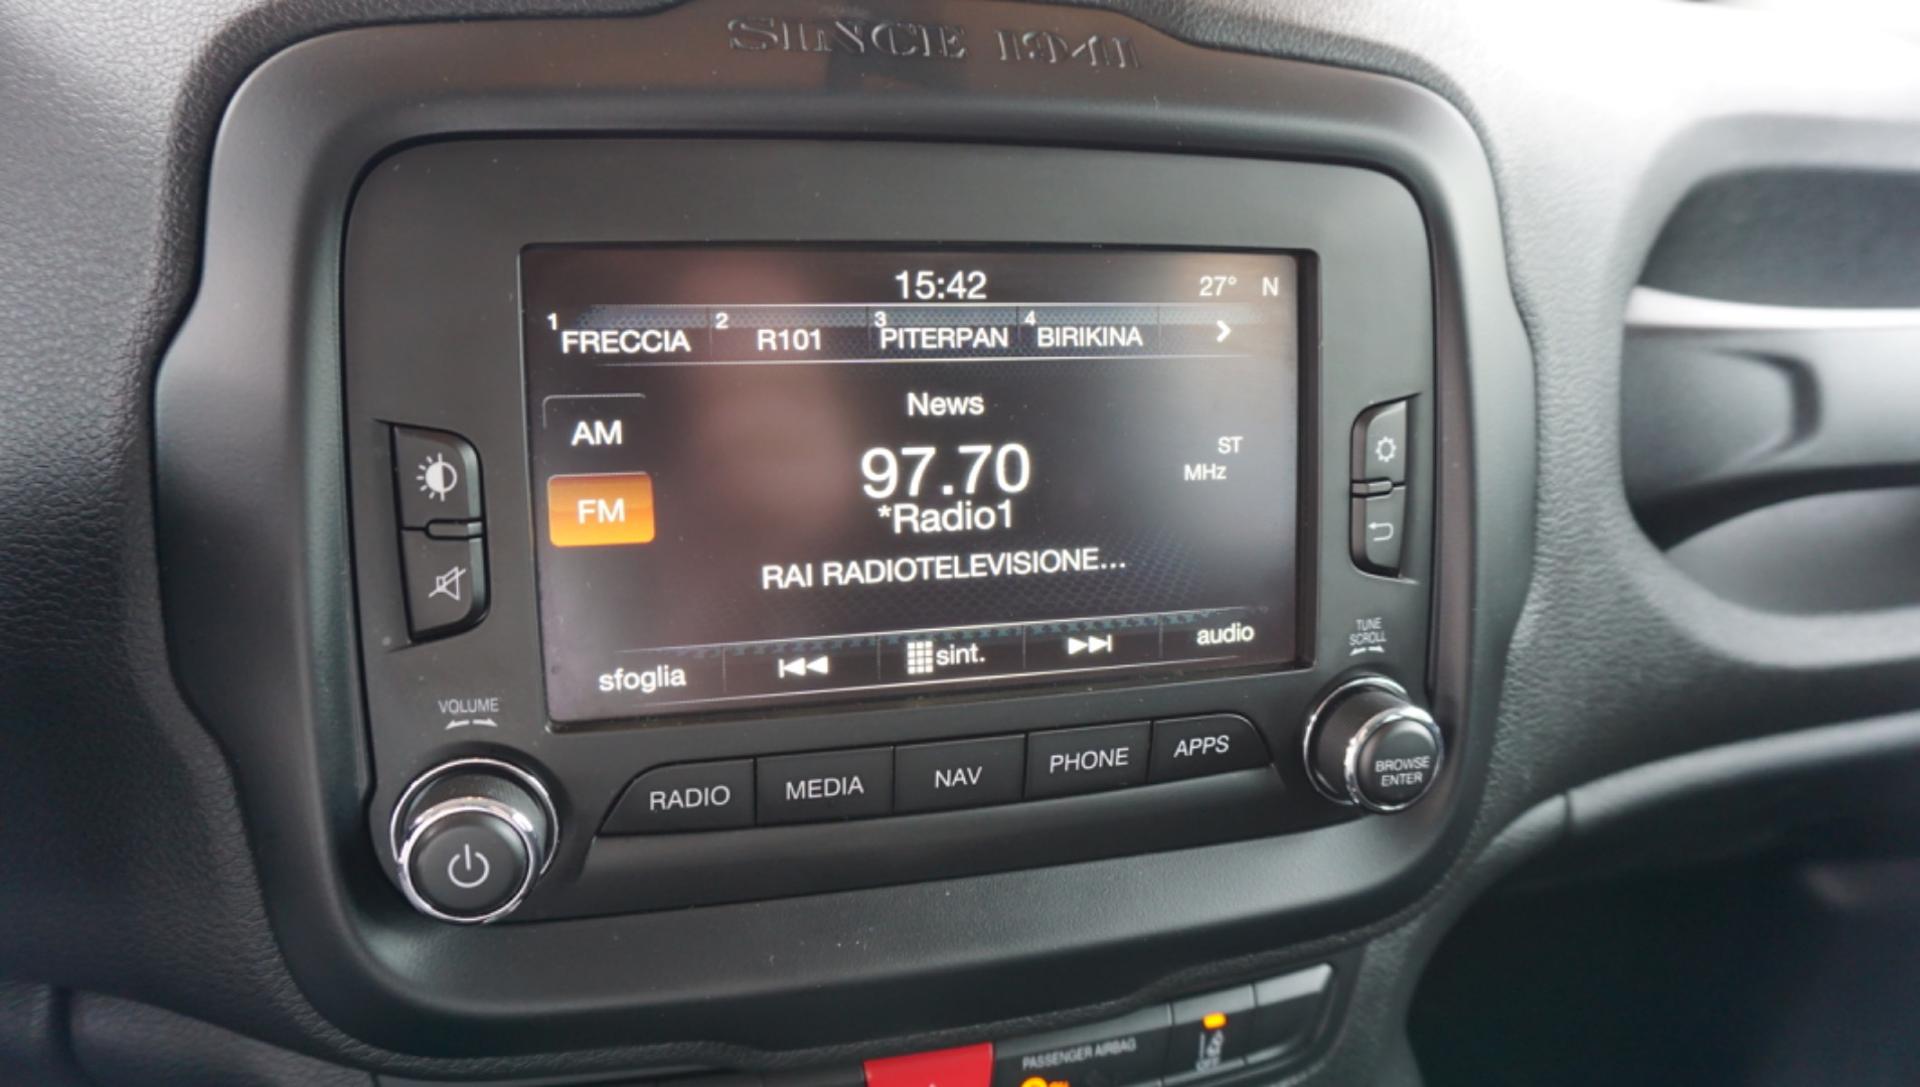 SINCE 1941
15:42
27° N
1 FRECCIA 2 R101 3 PITERPAN 4 BIRIKINA
News
AM
97.70
ST
MHz
FM
*Radio1
RAI RADIOTELEVISIONE...
sfoglia sint. audio
VOLUME
TUNE
SCROLL
RADIO MEDIA NAV PHONE APPS
BROWSE
ENTER
PASSENGER AIRBAG
OFF